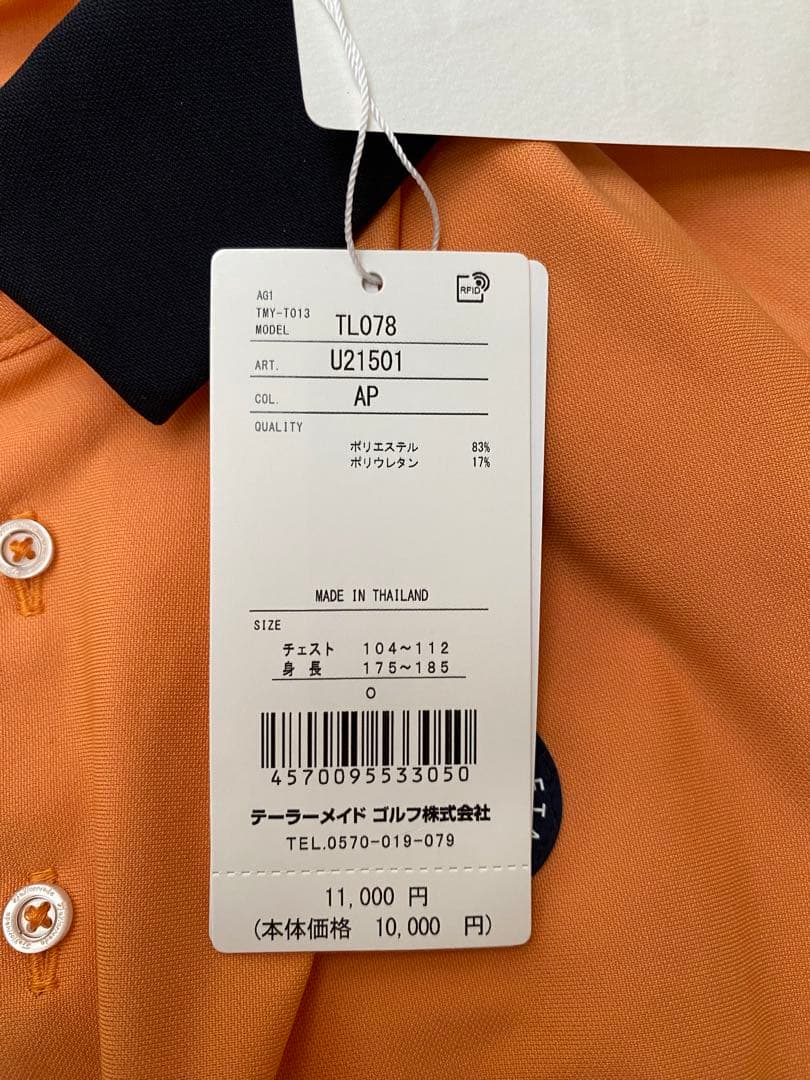 AG1
TMY-T013
MODEL TL078
RFID
ART. U21501
COL. AP
QUALITY
ポリエステル 83%
ポリウレタン 17%
MADE IN THAILAND
SIZE
チェスト 104～112
身 長 175～185
O
4570095533050
テーラーメイド ゴルフ株式会社
TEL.0570-019-079
11,000 円
(本体価格 10,000 円)